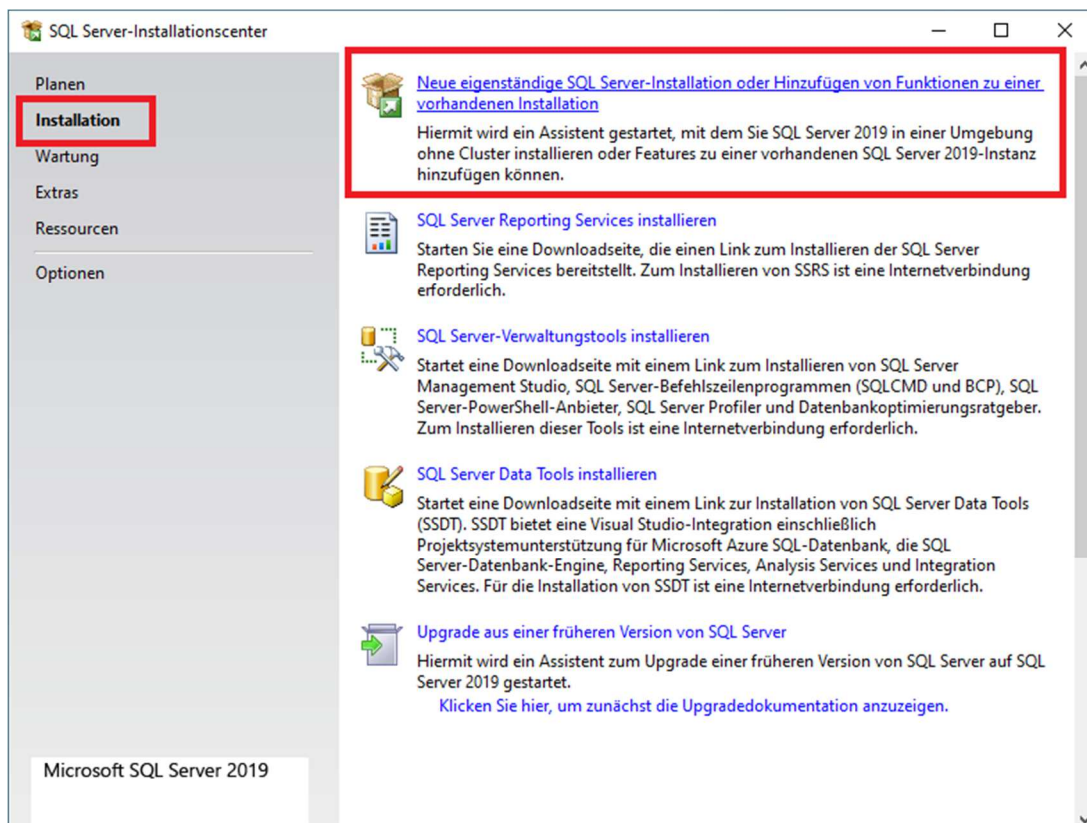 SQL Server-Installationscenter
Planen
Installation
Wartung
Extras
Ressourcen
Optionen
Microsoft SQL Server 2019
Neue eigenständige SQL Server-Installation oder Hinzufügen von Funktionen zu einer
vorhandenen Installation
Hiermit wird ein Assistent gestartet, mit dem Sie SQL Server 2019 in einer Umgebung
ohne Cluster installieren oder Features zu einer vorhandenen SQL Server 2019-Instanz
hinzufügen können.
SQL Server Reporting Services installieren
Starten Sie eine Downloadseite, die einen Link zum Installieren der SQL Server
Reporting Services bereitstellt. Zum Installieren von SSRS ist eine Internetverbindung
erforderlich.
SQL Server-Verwaltungstools installieren
Startet eine Downloadseite mit einem Link zum Installieren von SQL Server
Management Studio, SQL Server-Befehlszeilenprogrammen (SQLCMD und BCP), SQL
Server-PowerShell-Anbieter, SQL Server Profiler und Datenbankoptimierungsratgeber.
Zum Installieren dieser Tools ist eine Internetverbindung erforderlich.
SQL Server Data Tools installieren
Startet eine Downloadseite mit einem Link zur Installation von SQL Server Data Tools
(SSDT). SSDT bietet eine Visual Studio-Integration einschließlich
Projektsystemunterstützung für Microsoft Azure SQL-Datenbank, die SQL
Server-Datenbank-Engine, Reporting Services, Analysis Services und Integration
Services. Für die Installation von SSDT ist eine Internetverbindung erforderlich.
Upgrade aus einer früheren Version von SQL Server
Hiermit wird ein Assistent zum Upgrade einer früheren Version von SQL Server auf SQL
Server 2019 gestartet.
Klicken Sie hier, um zunächst die Upgradedokumentation anzuzeigen.